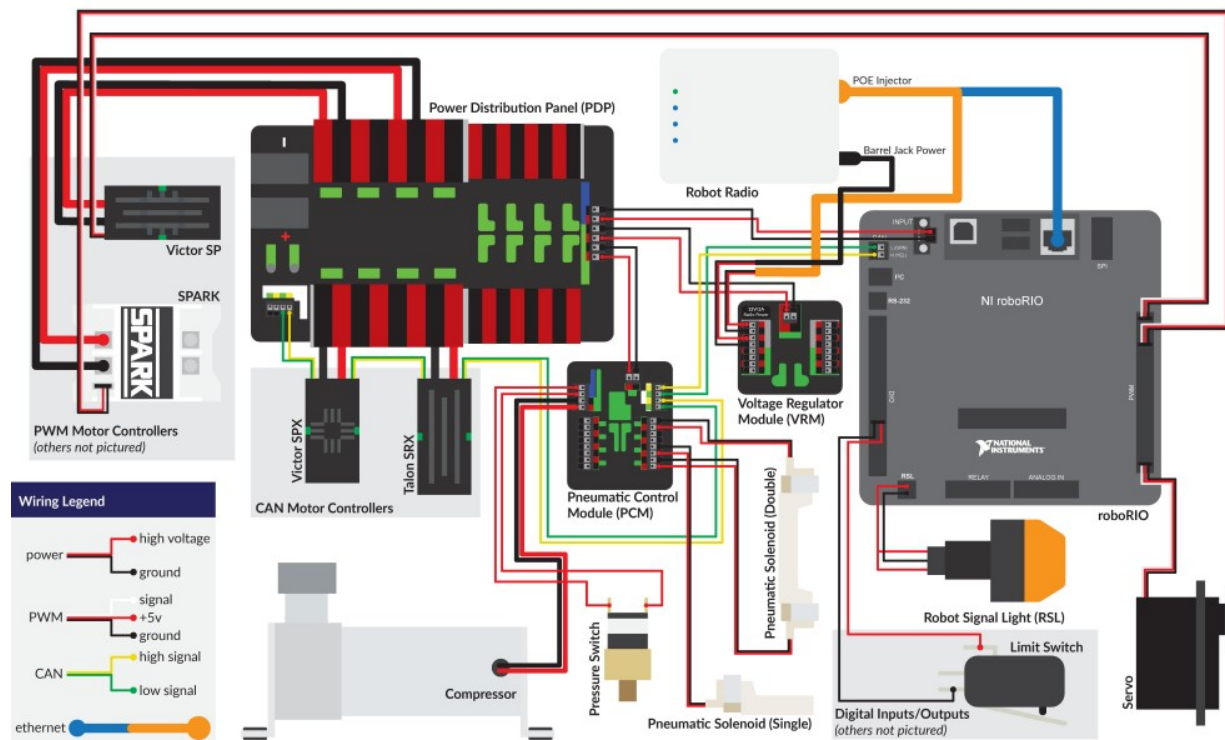 POE Injector
Power Distribution Panel (PDP)
Barrel Jack Power
Robot Radio
INPUT
Victor SP
SPI
I²C
SPARK
RS-232
NI roboRIO
12V/2A
Radio Power
SPARK
Voltage Regulator
Module (VRM)
DIO
PWM
PWM Motor Controllers
(others not pictured)
Victor SPX
Talon SRX
NATIONAL
INSTRUMENTS
RSL
RELAY
ANALOG IN
Pneumatic Control
Module (PCM)
CAN Motor Controllers
roboRIO
Wiring Legend
power
high voltage
ground
PWM
signal
+5v
ground
CAN
high signal
low signal
ethernet
Pneumatic Solenoid (Double)
Robot Signal Light (RSL)
Limit Switch
Compressor
Pressure Switch
Servo
Pneumatic Solenoid (Single)
Digital Inputs/Outputs
(others not pictured)